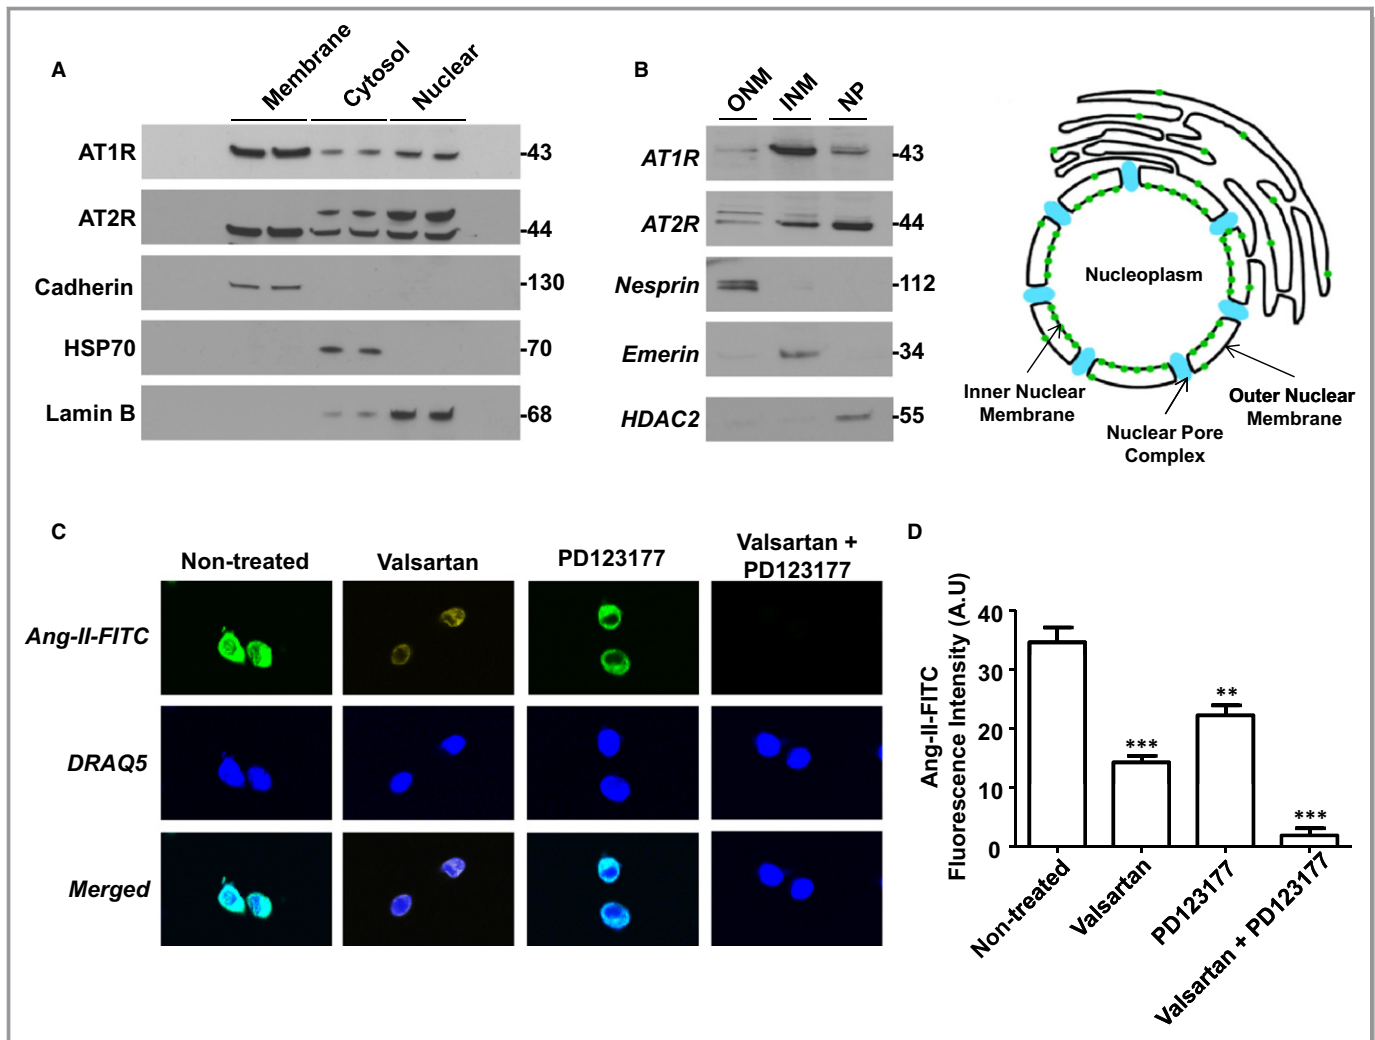 A
Membrane
Cytosol
Nuclear
AT1R
-43
AT2R
-44
Cadherin
-130
HSP70
-70
Lamin B
-68
B
ONM
INM
NP
AT1R
-43
AT2R
-44
Nesprin
-112
Emerin
-34
HDAC2
-55
Nucleoplasm
Inner Nuclear
Membrane
Nuclear Pore
Complex
Outer Nuclear
Membrane
C
Non-treated
Valsartan
PD123177
Valsartan +
PD123177
Ang-II-FITC
DRAQ5
Merged
D
Ang-II-FITC
Fluorescence Intensity (A.U)
40
30
20
10
0
***
**
***
Non-treated
Valsartan
PD123177
Valsartan + PD123177